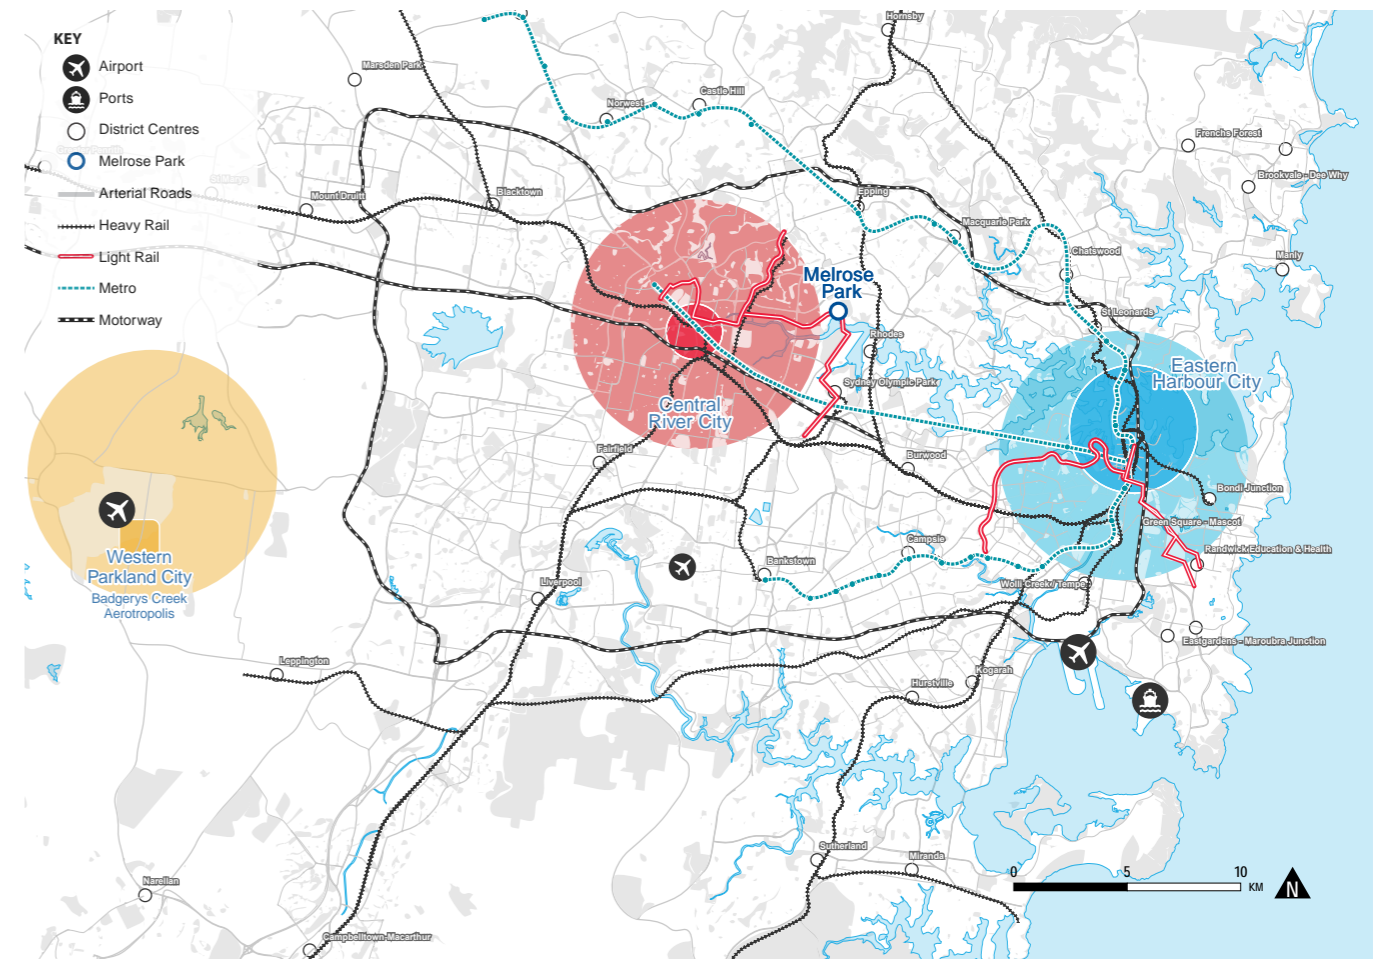 KEY
Airport
Ports
District Centres
Melrose Park
Arterial Roads
Heavy Rail
Light Rail
Metro
Motorway
Hornsby
Marsden Park
Castle Hill
Norwest
Frenchs Forest
Brookvale - Dee Why
St Marys
Mount Druitt
Blacktown
Epping
Macquarie Park
Chatswood
Manly
Melrose
Park
St Leonards
Rhodes
Eastern
Harbour City
Sydney Olympic Park
Central
River City
Fairfield
Burwood
Bondi Junction
Green Square - Mascot
Western
Parkland City
Badgerys Creek
Aerotropolis
Campsie
Randwick Education & Health
Bankstown
Liverpool
Wolli Creek / Tempe
Eastgardens - Maroubra Junction
Leppington
Kogarah
Hurstville
Sutherland
Miranda
0 5 10
KM
N
Narellan
Campbelltown-Macarthur